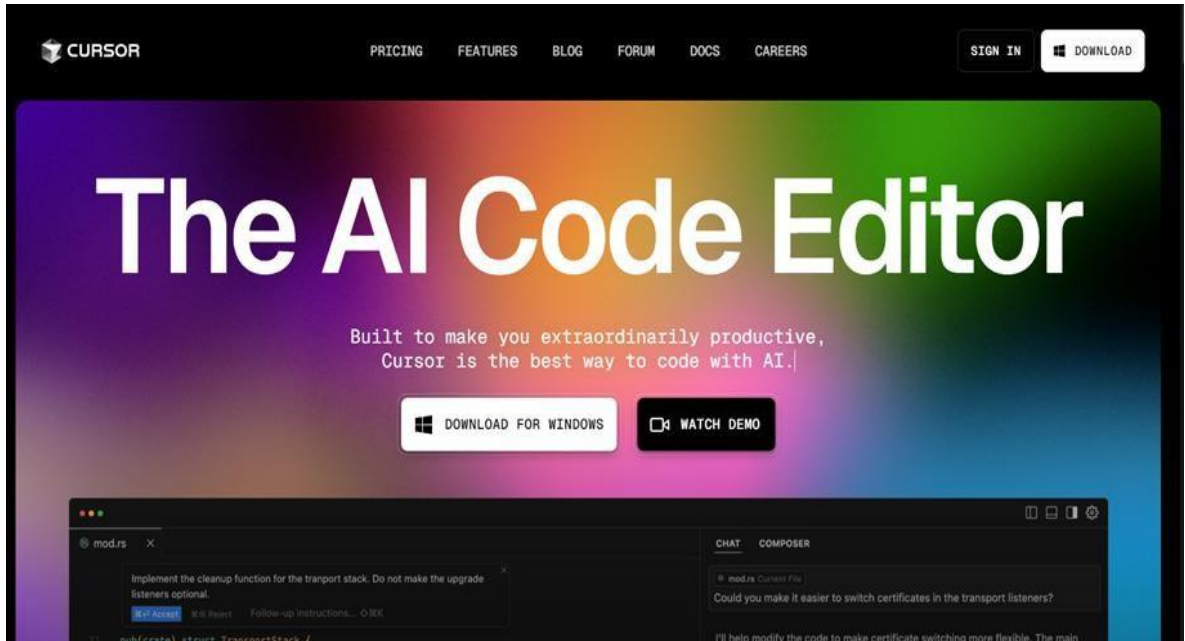 CURSOR
PRICING FEATURES BLOG FORUM DOCS CAREERS
SIGN IN DOWNLOAD
The AI Code Editor
Built to make you extraordinarily productive,
Cursor is the best way to code with AI.
DOWNLOAD FOR WINDOWS WATCH DEMO
mod.rs
Implement the cleanup function for the tranport stack. Do not make the upgrade
listeners optional.
Accept Reject Follow-up instructions...
pub(crate) struct TransportStack {
CHAT COMPOSER
mod.rs Current File
Could you make it easier to switch certificates in the transport listeners?
I'll help modify the code to make certificate switching more flexible. The main